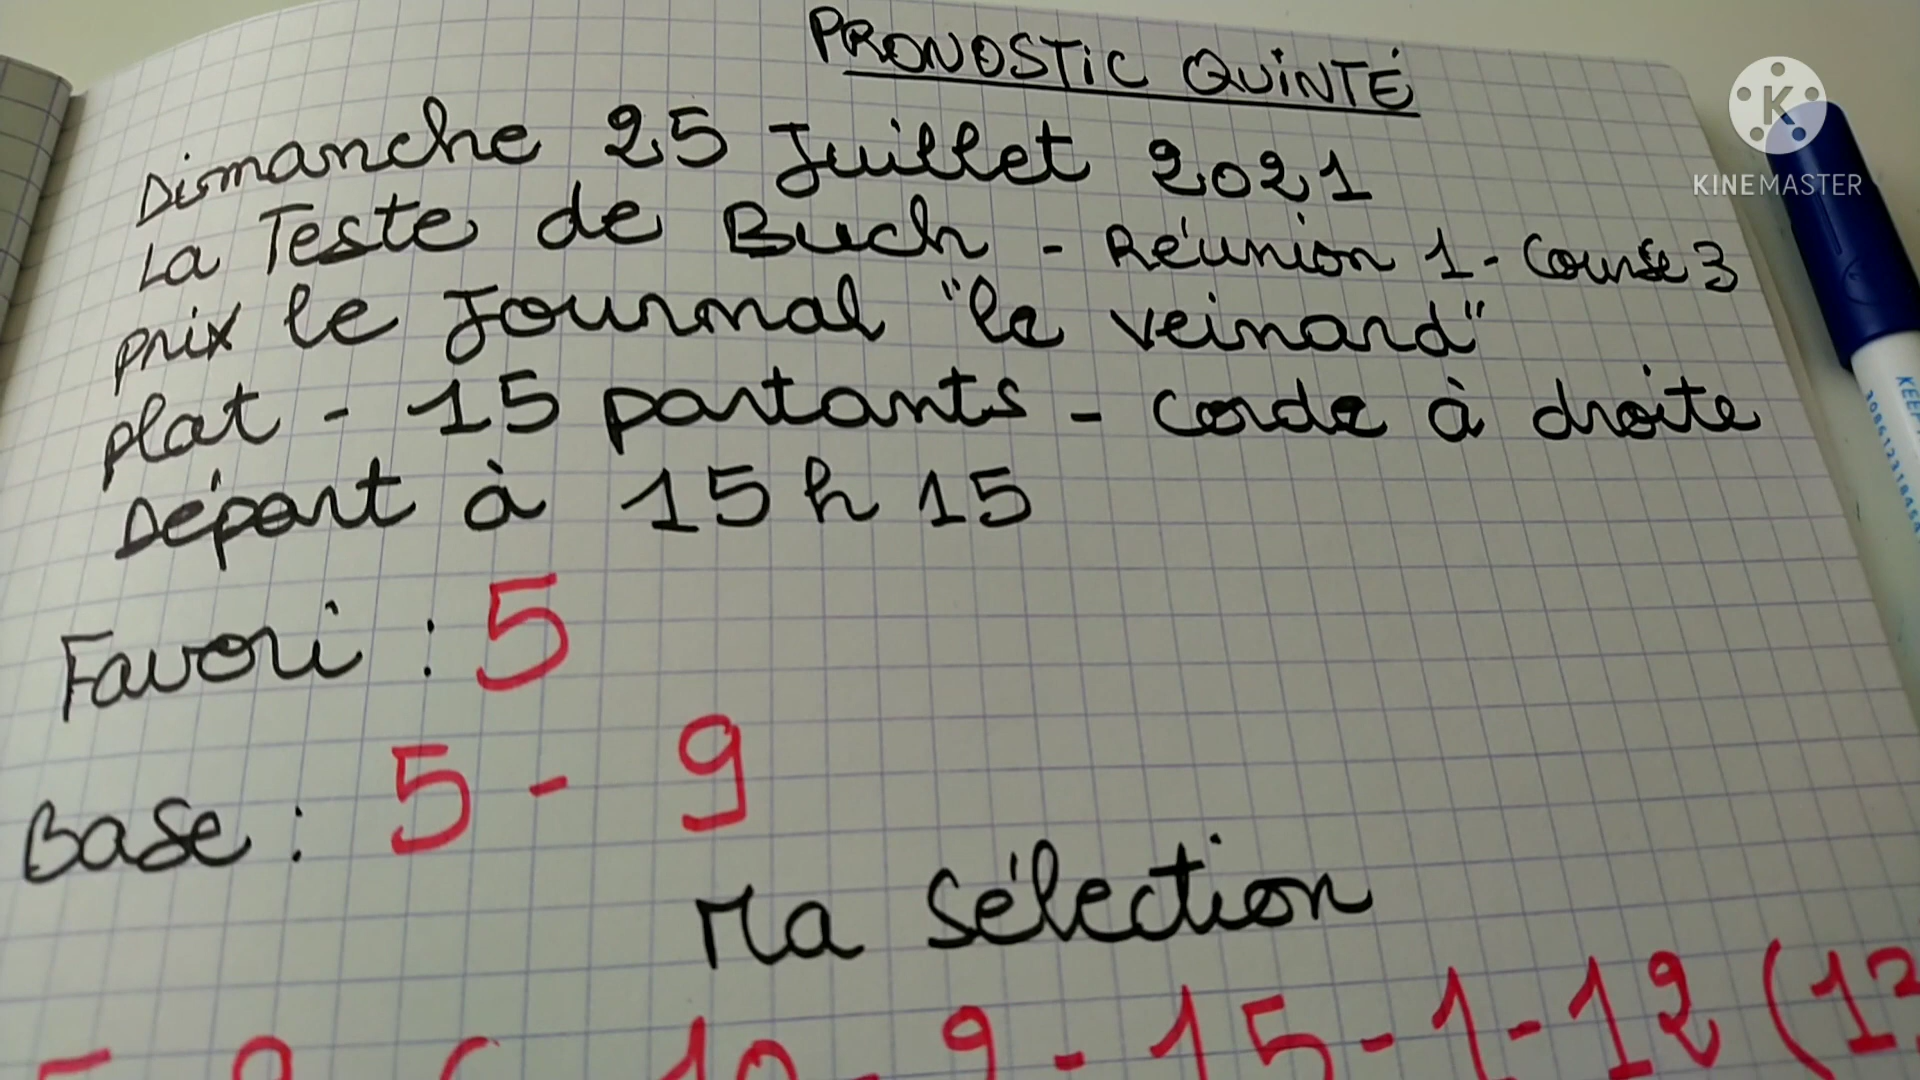 PRONOSTIC QUINTÉ
Dimanche 25 Juillet 2021
La Teste de Buch - Réunion 1 - Course 3
prix le Journal "le veinard"
plat - 15 partants - corde à droite
Départ à 15 h 15
Favori : 5
Base : 5 - 9
Ma sélection
9 - 15 - 1 - 12
KINEMASTER
KEEP